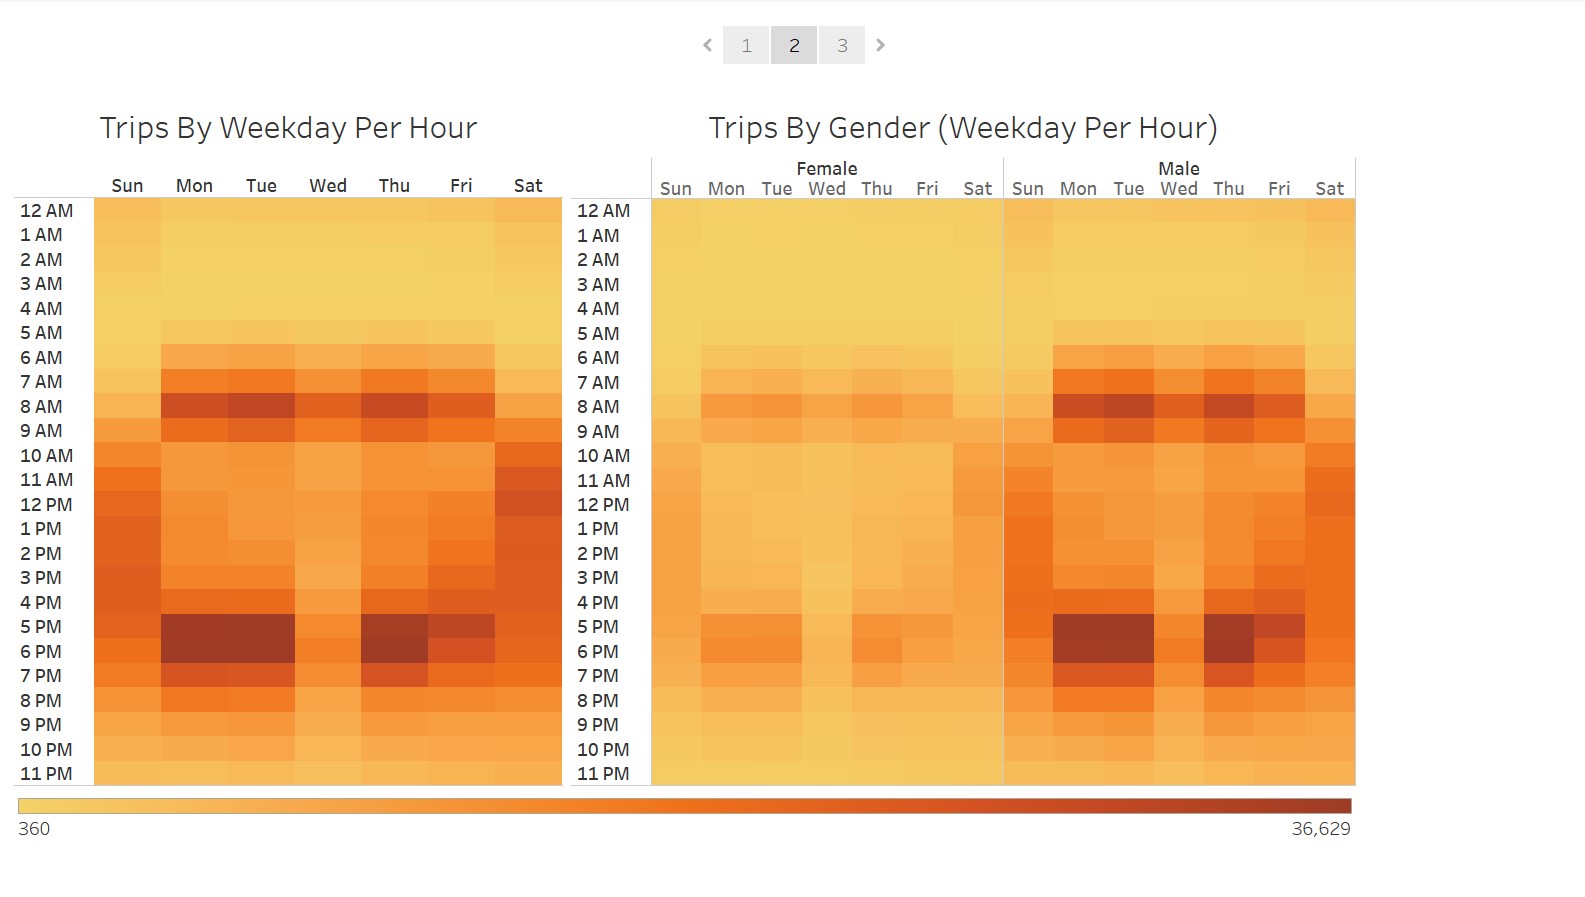 1 2 3
Trips By Weekday Per Hour
Sun Mon Tue Wed Thu Fri Sat
12 AM
1 AM
2 AM
3 AM
4 AM
5 AM
6 AM
7 AM
8 AM
9 AM
10 AM
11 AM
12 PM
1 PM
2 PM
3 PM
4 PM
5 PM
6 PM
7 PM
8 PM
9 PM
10 PM
11 PM
Trips By Gender (Weekday Per Hour)
Female Male
Sun Mon Tue Wed Thu Fri Sat Sun Mon Tue Wed Thu Fri Sat
12 AM
1 AM
2 AM
3 AM
4 AM
5 AM
6 AM
7 AM
8 AM
9 AM
10 AM
11 AM
12 PM
1 PM
2 PM
3 PM
4 PM
5 PM
6 PM
7 PM
8 PM
9 PM
10 PM
11 PM
360 36,629